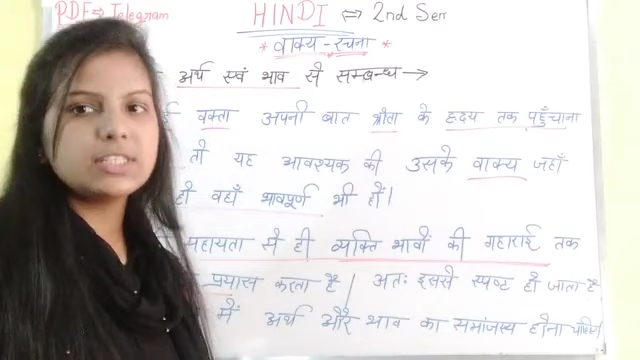 PDF ⇒ Telegram HINDI ⇔ 2nd Sem
* वाक्य - रचना *
अर्थ एवं भाव से सम्बन्ध →
वक्ता अपनी बात श्रोता के हृदय तक पहुँचाना
तो यह आवश्यक की उसके वाक्य जहाँ
हो वहाँ भावपूर्ण भी हों।
सहायता से ही व्यक्ति भावों की गहाराई तक
प्रयास करता है। अतः इससे स्पष्ट हो जाता है
में अर्थ और भाव का समांजस्य होना चाहिए